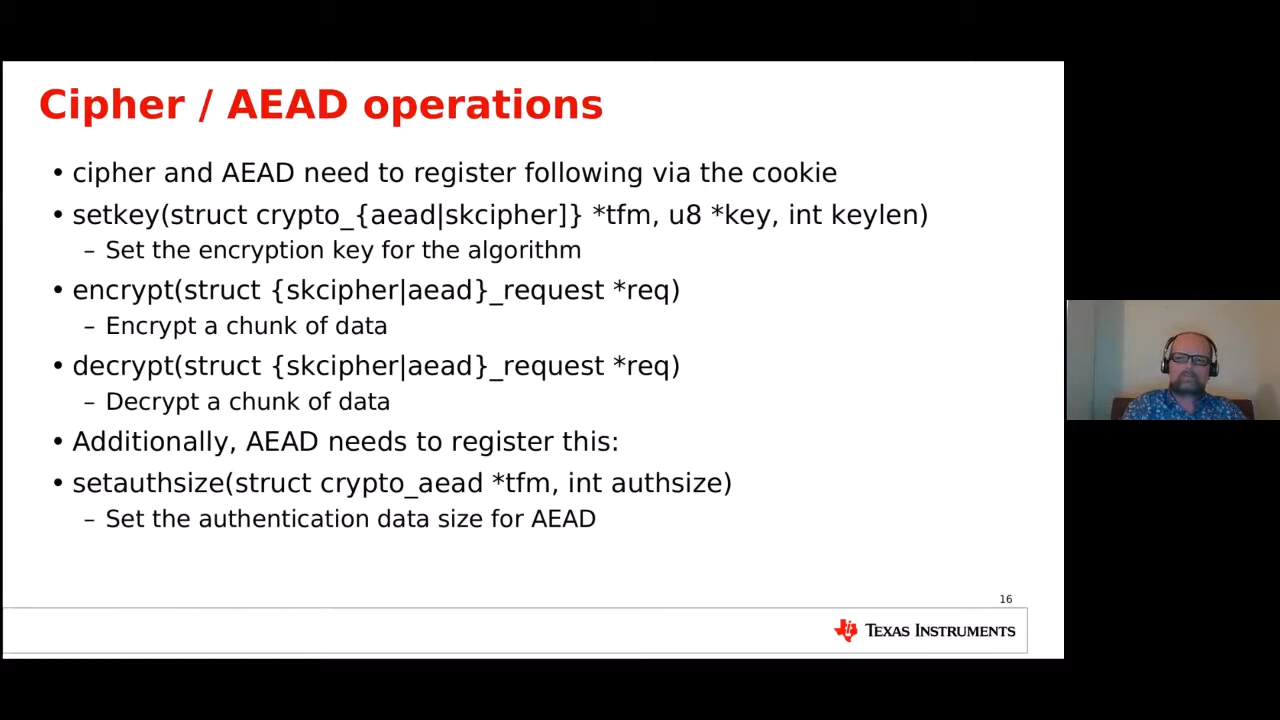 Cipher / AEAD operations
• cipher and AEAD need to register following via the cookie
• setkey(struct crypto_{aead|skcipher]} *tfm, u8 *key, int keylen)
– Set the encryption key for the algorithm
• encrypt(struct {skcipher|aead}_request *req)
– Encrypt a chunk of data
• decrypt(struct {skcipher|aead}_request *req)
– Decrypt a chunk of data
• Additionally, AEAD needs to register this:
• setauthsize(struct crypto_aead *tfm, int authsize)
– Set the authentication data size for AEAD
16
TEXAS INSTRUMENTS